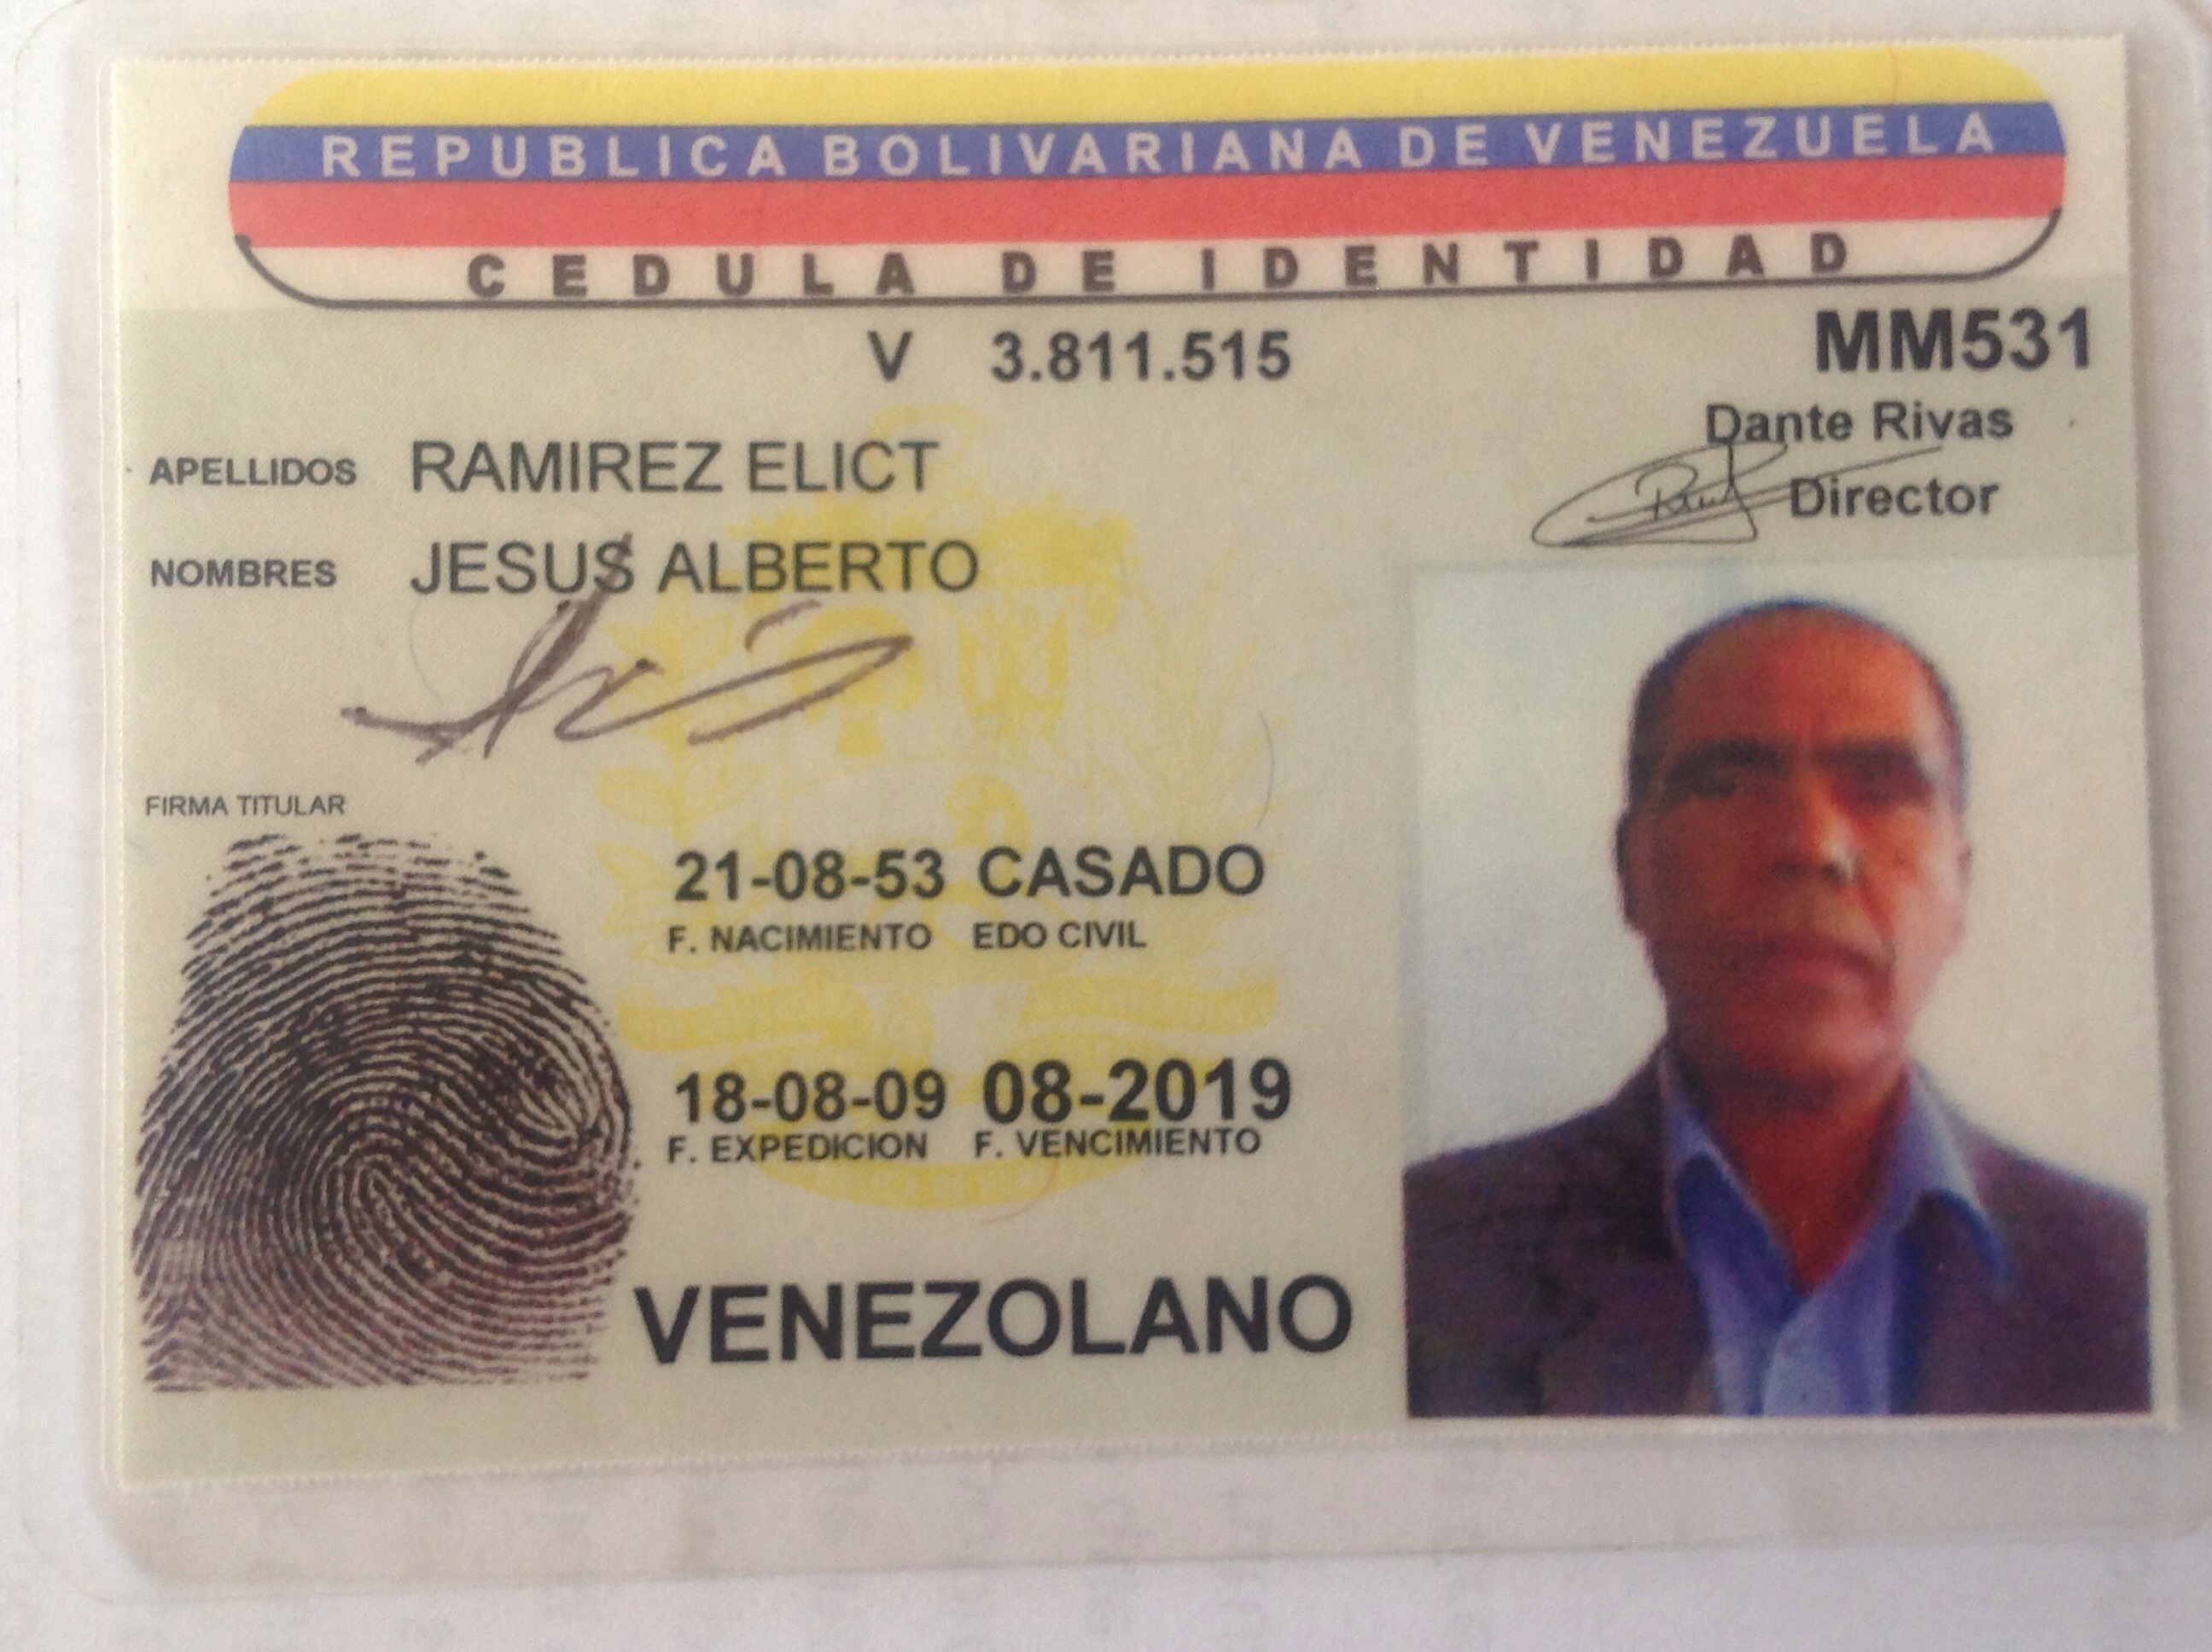 REPUBLICA BOLIVARIANA DE VENEZUELA
CEDULA DE IDENTIDAD
V 3.811.515
MM531
Dante Rivas
Director
APELLIDOS RAMIREZ ELICT
NOMBRES JESUS ALBERTO
FIRMA TITULAR
21-08-53 CASADO
F. NACIMIENTO EDO CIVIL
18-08-09 08-2019
F. EXPEDICION F. VENCIMIENTO
VENEZOLANO